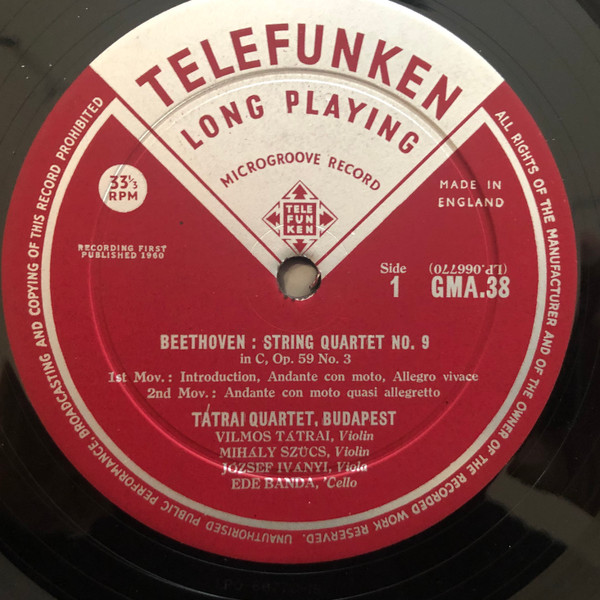 TELEFUNKEN
LONG PLAYING
MICROGROOVE RECORD
33⅓
RPM
TELE
FUN
KEN
MADE IN
ENGLAND
RECORDING FIRST
PUBLISHED 1960
Side
1
(LP.066770)
GMA.38
BEETHOVEN : STRING QUARTET NO. 9
in C, Op. 59 No. 3
1st Mov.: Introduction, Andante con moto, Allegro vivace
2nd Mov.: Andante con moto quasi allegretto
TÁTRAI QUARTET, BUDAPEST
VILMOS TÁTRAI, Violin
MIHÁLY SZÜCS, Violin
JÓZSEF IVÁNYI, Viola
EDE BANDA, 'Cello
ALL RIGHTS OF THE MANUFACTURER AND OF THE OWNER OF THE RECORDED WORK RESERVED. UNAUTHORISED PUBLIC PERFORMANCE, BROADCASTING AND COPYING OF THIS RECORD PROHIBITED